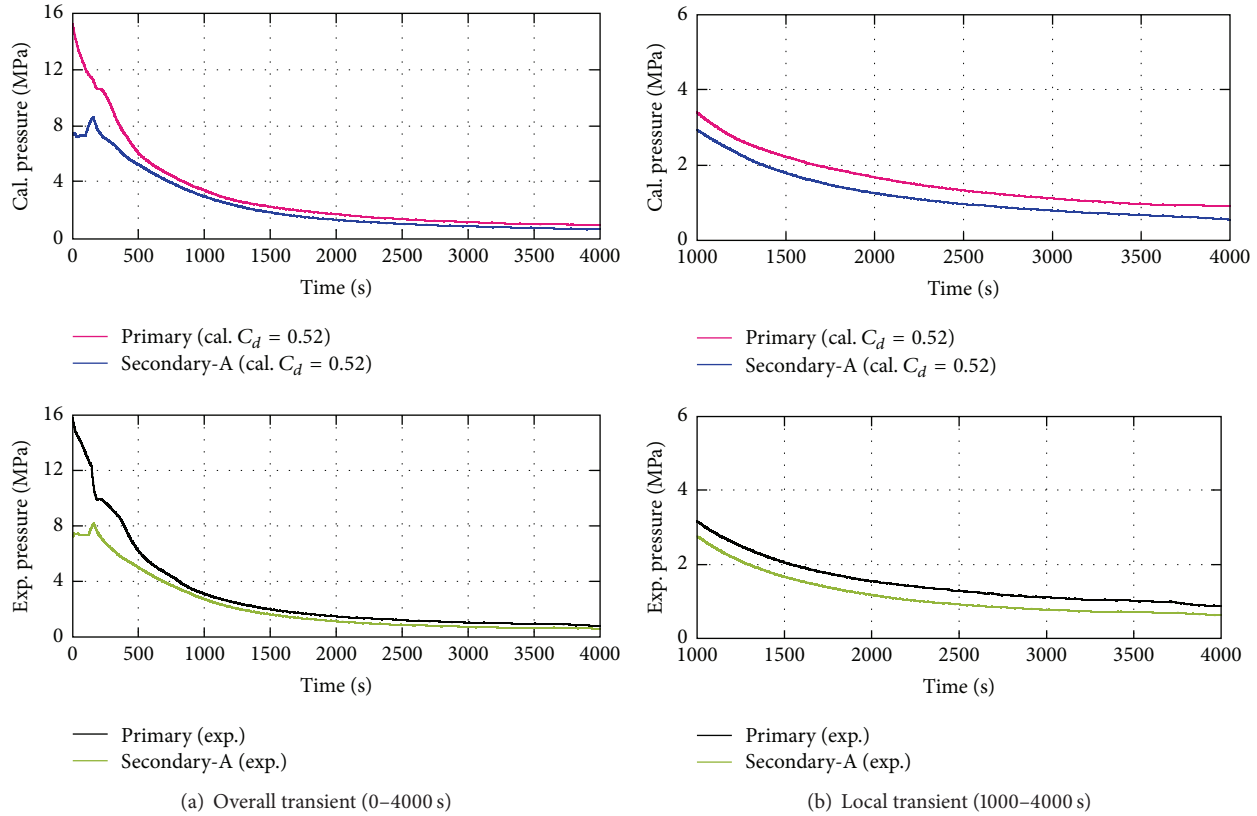 Cal. pressure (MPa)
16
12
8
4
0
0 500 1000 1500 2000 2500 3000 3500 4000
Time (s)
Primary (cal. C_d = 0.52)
Secondary-A (cal. C_d = 0.52)
Cal. pressure (MPa)
6
4
2
0
1000 1500 2000 2500 3000 3500 4000
Time (s)
Primary (cal. C_d = 0.52)
Secondary-A (cal. C_d = 0.52)
Exp. pressure (MPa)
16
12
8
4
0
0 500 1000 1500 2000 2500 3000 3500 4000
Time (s)
Primary (exp.)
Secondary-A (exp.)
(a) Overall transient (0–4000 s)
Exp. pressure (MPa)
6
4
2
0
1000 1500 2000 2500 3000 3500 4000
Time (s)
Primary (exp.)
Secondary-A (exp.)
(b) Local transient (1000–4000 s)